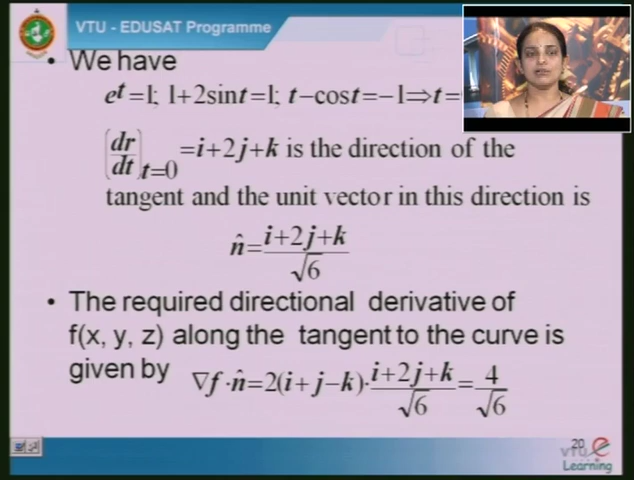 VTU - EDUSAT Programme
• We have
e^t=1; 1+2sint=1; t-cost=-1⇒t=
(dr/dt)t=0 =i+2j+k is the direction of the
tangent and the unit vector in this direction is
n̂=(i+2j+k)/√6
• The required directional derivative of
f(x, y, z) along the tangent to the curve is
given by ∇f·n̂=2(i+j-k)·(i+2j+k)/√6=4/√6
20
VTU e
Learning